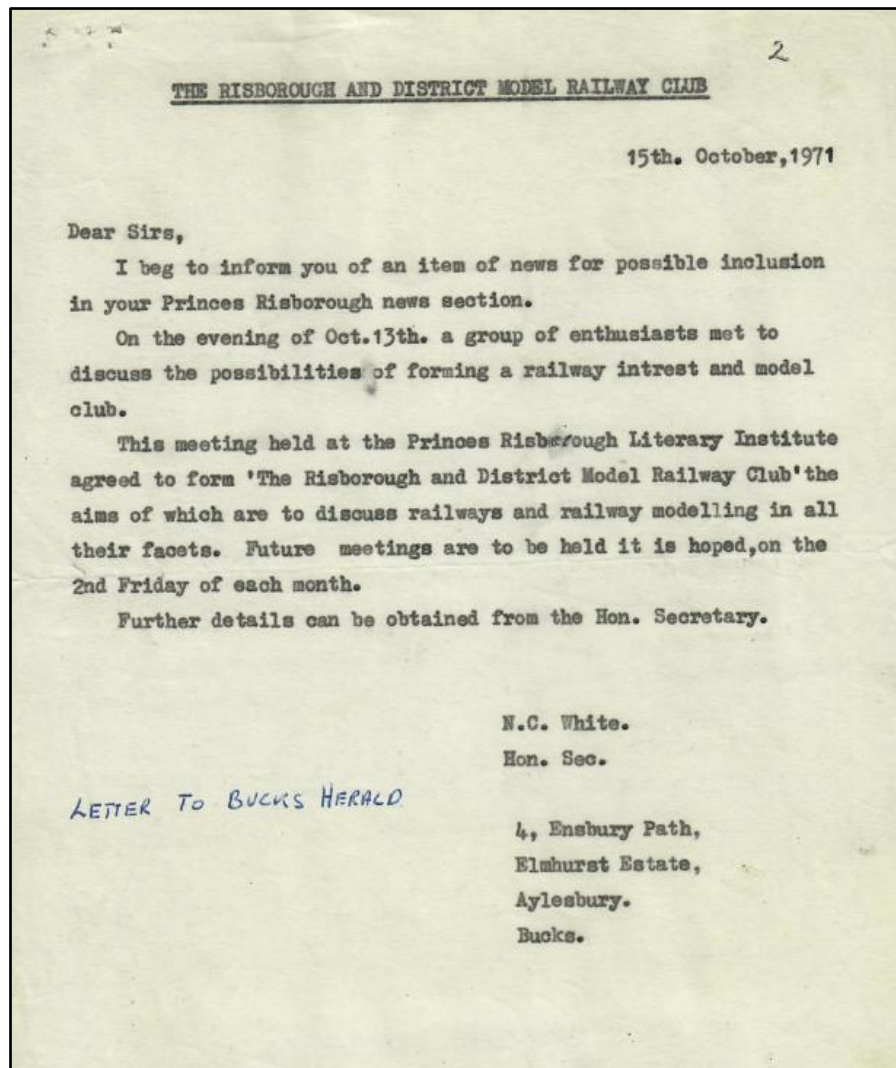 2
THE RISBOROUGH AND DISTRICT MODEL RAILWAY CLUB
15th. October,1971
Dear Sirs,
I beg to inform you of an item of news for possible inclusion
in your Princes Risborough news section.
On the evening of Oct.13th. a group of enthusiasts met to
discuss the possibilities of forming a railway intrest and model
club.
This meeting held at the Princes Risborough Literary Institute
agreed to form 'The Risborough and District Model Railway Club'the
aims of which are to discuss railways and railway modelling in all
their facets. Future meetings are to be held it is hoped,on the
2nd Friday of each month.
Further details can be obtained from the Hon. Secretary.
N.C. White.
Hon. Sec.
LETTER TO BUCKS HERALD
4, Ensbury Path,
Elmhurst Estate,
Aylesbury.
Bucks.